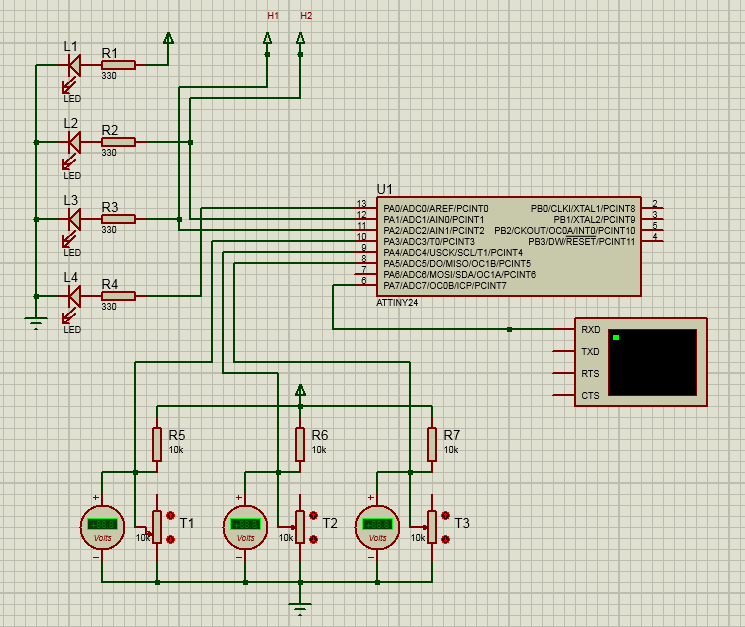 H1 H2
L1 R1
330
LED
L2 R2
330
LED
L3 R3
330
LED
L4 R4
330
LED
U1
13 PA0/ADC0/AREF/PCINT0 PB0/CLKI/XTAL1/PCINT8 2
12 PA1/ADC1/AIN0/PCINT1 PB1/XTAL2/PCINT9 3
11 PA2/ADC2/AIN1/PCINT2 PB2/CKOUT/OC0A/INT0/PCINT10 5
10 PA3/ADC3/T0/PCINT3 PB3/DW/RESET/PCINT11 4
9 PA4/ADC4/USCK/SCL/T1/PCINT4
8 PA5/ADC5/DO/MISO/OC1B/PCINT5
7 PA6/ADC6/MOSI/SDA/OC1A/PCINT6
6 PA7/ADC7/OC0B/ICP/PCINT7
ATTINY24
RXD
TXD
RTS
CTS
R5 R6 R7
10k 10k 10k
+ + +
T1 T2 T3
Volts 10k Volts 10k Volts 10k